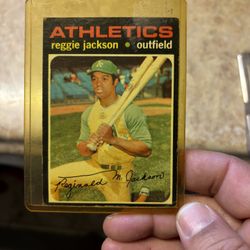 ATHLETICS
reggie jackson • outfield
Reginald M. Jackson